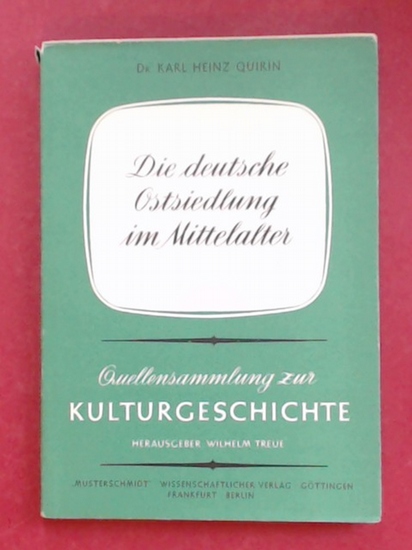 Dr. KARL HEINZ QUIRIN
Die deutsche
Ostsiedlung
im Mittelalter
Quellensammlung zur
KULTURGESCHICHTE
HERAUSGEBER WILHELM TREUE
„MUSTERSCHMIDT“ WISSENSCHAFTLICHER VERLAG GÖTTINGEN
FRANKFURT BERLIN